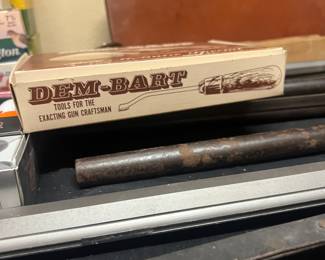 DEM-BART
TOOLS FOR THE
EXACTING GUN CRAFTSMAN